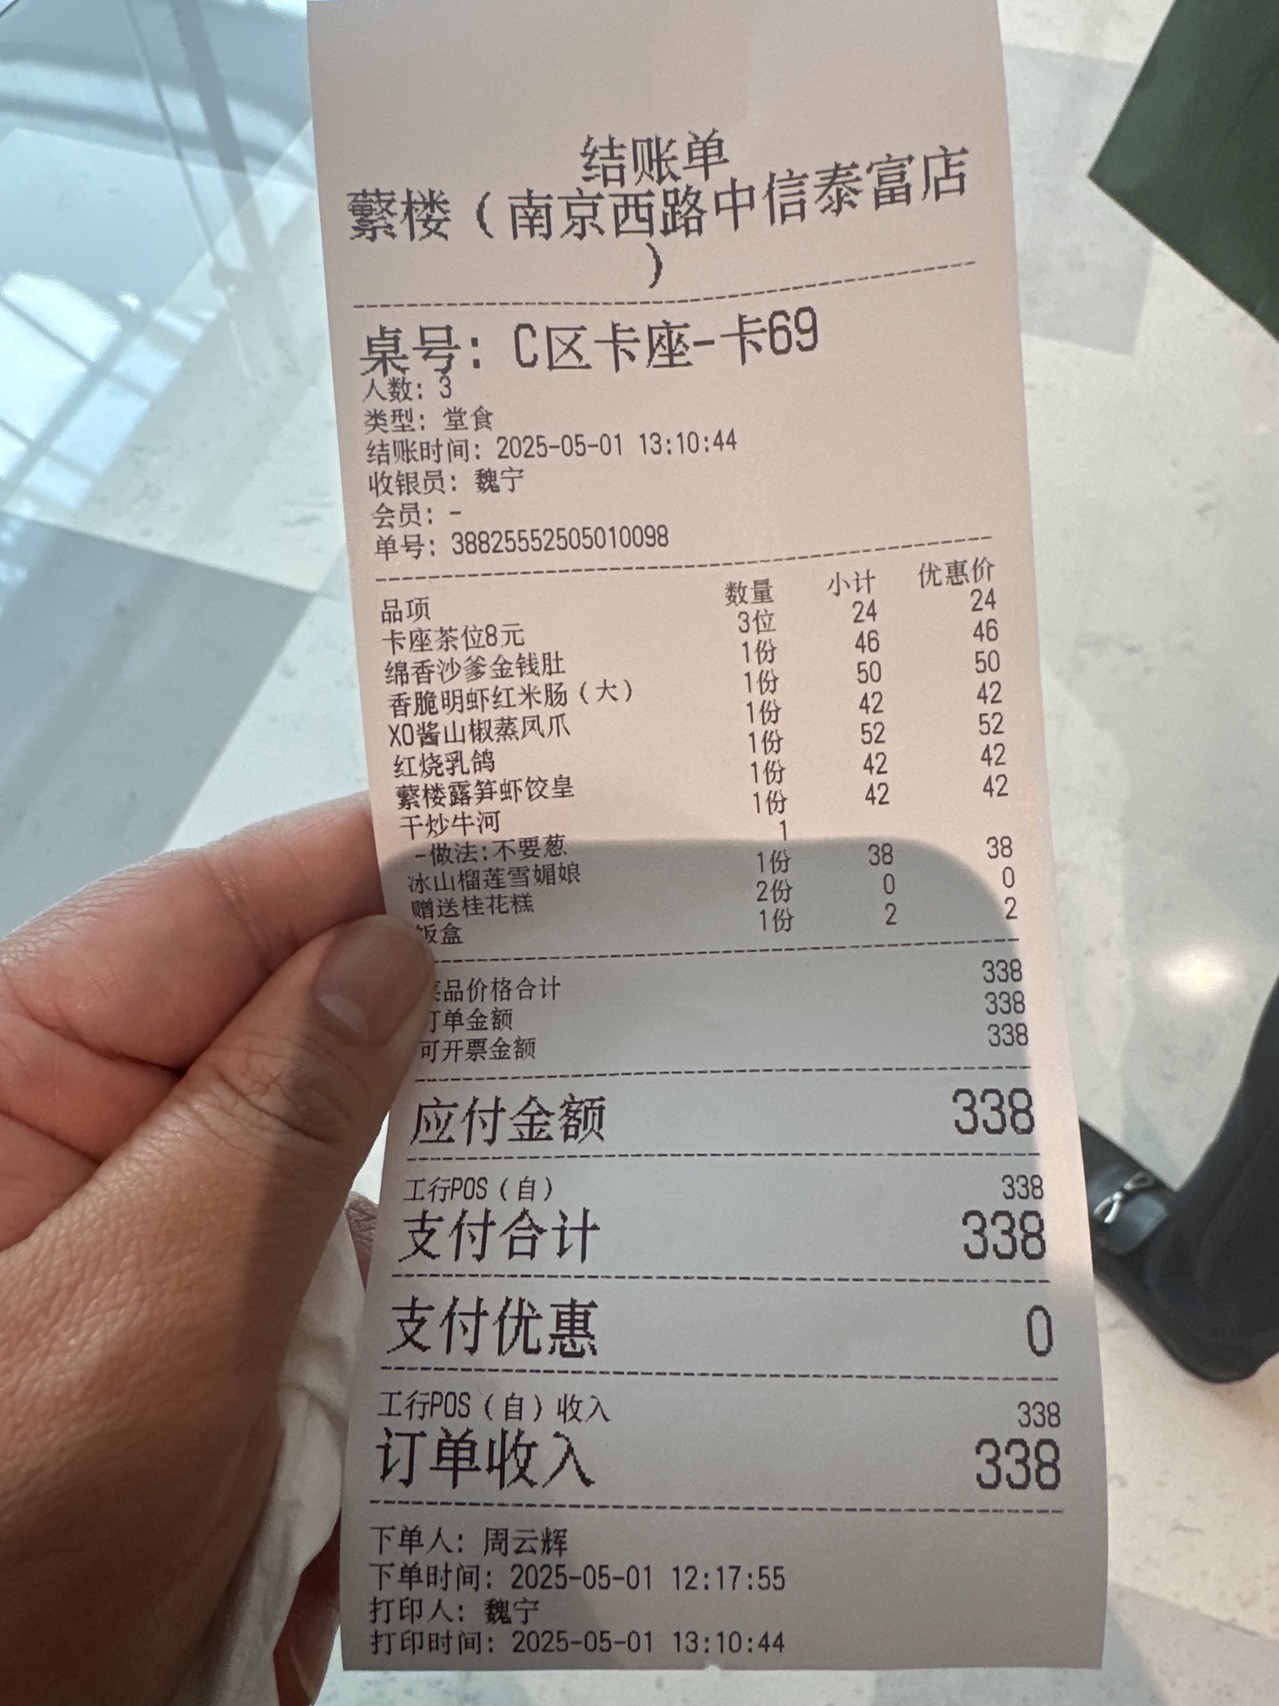 结账单
蘩楼（南京西路中信泰富店
）
桌号：C区卡座-卡69
人数：3
类型：堂食
结账时间：2025-05-01 13:10:44
收银员：魏宁
会员：-
单号：38825552505010098
品项 数量 小计 优惠价
卡座茶位8元 3位 24 24
绵香沙爹金钱肚 1份 46 46
香脆明虾红米肠（大） 1份 50 50
XO酱山椒蒸凤爪 1份 42 42
红烧乳鸽 1份 52 52
蘩楼露笋虾饺皇 1份 42 42
干炒牛河 1份 42 42
-做法:不要葱 1
冰山榴莲雪媚娘 1份 38 38
赠送桂花糕 2份 0 0
饭盒 1份 2 2
菜品价格合计 338
订单金额 338
可开票金额 338
应付金额 338
工行POS（自） 338
支付合计 338
支付优惠 0
工行POS（自）收入 338
订单收入 338
下单人：周云辉
下单时间：2025-05-01 12:17:55
打印人：魏宁
打印时间：2025-05-01 13:10:44